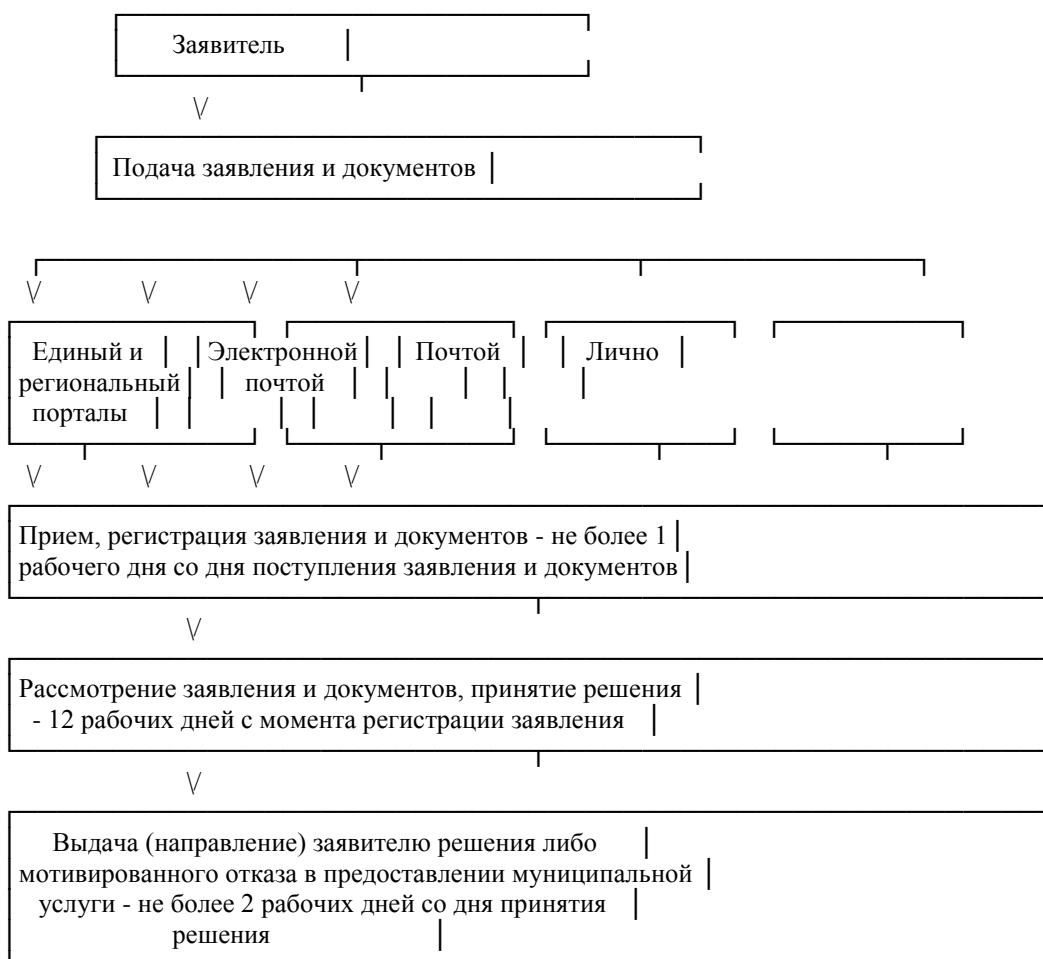 Заявитель
\/
Подача заявления и документов
\/ \/ \/ \/
Единый и Электронной Почтой Лично
региональный почтой
порталы
\/ \/ \/ \/
Прием, регистрация заявления и документов - не более 1
рабочего дня со дня поступления заявления и документов
\/
Рассмотрение заявления и документов, принятие решения
- 12 рабочих дней с момента регистрации заявления
\/
Выдача (направление) заявителю решения либо
мотивированного отказа в предоставлении муниципальной
услуги - не более 2 рабочих дней со дня принятия
решения